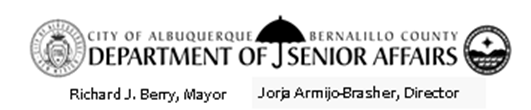 CITY OF ALBUQUERQUE BERNALILLO COUNTY
DEPARTMENT OF SENIOR AFFAIRS
Richard J. Berry, Mayor Jorja Armijo-Brasher, Director